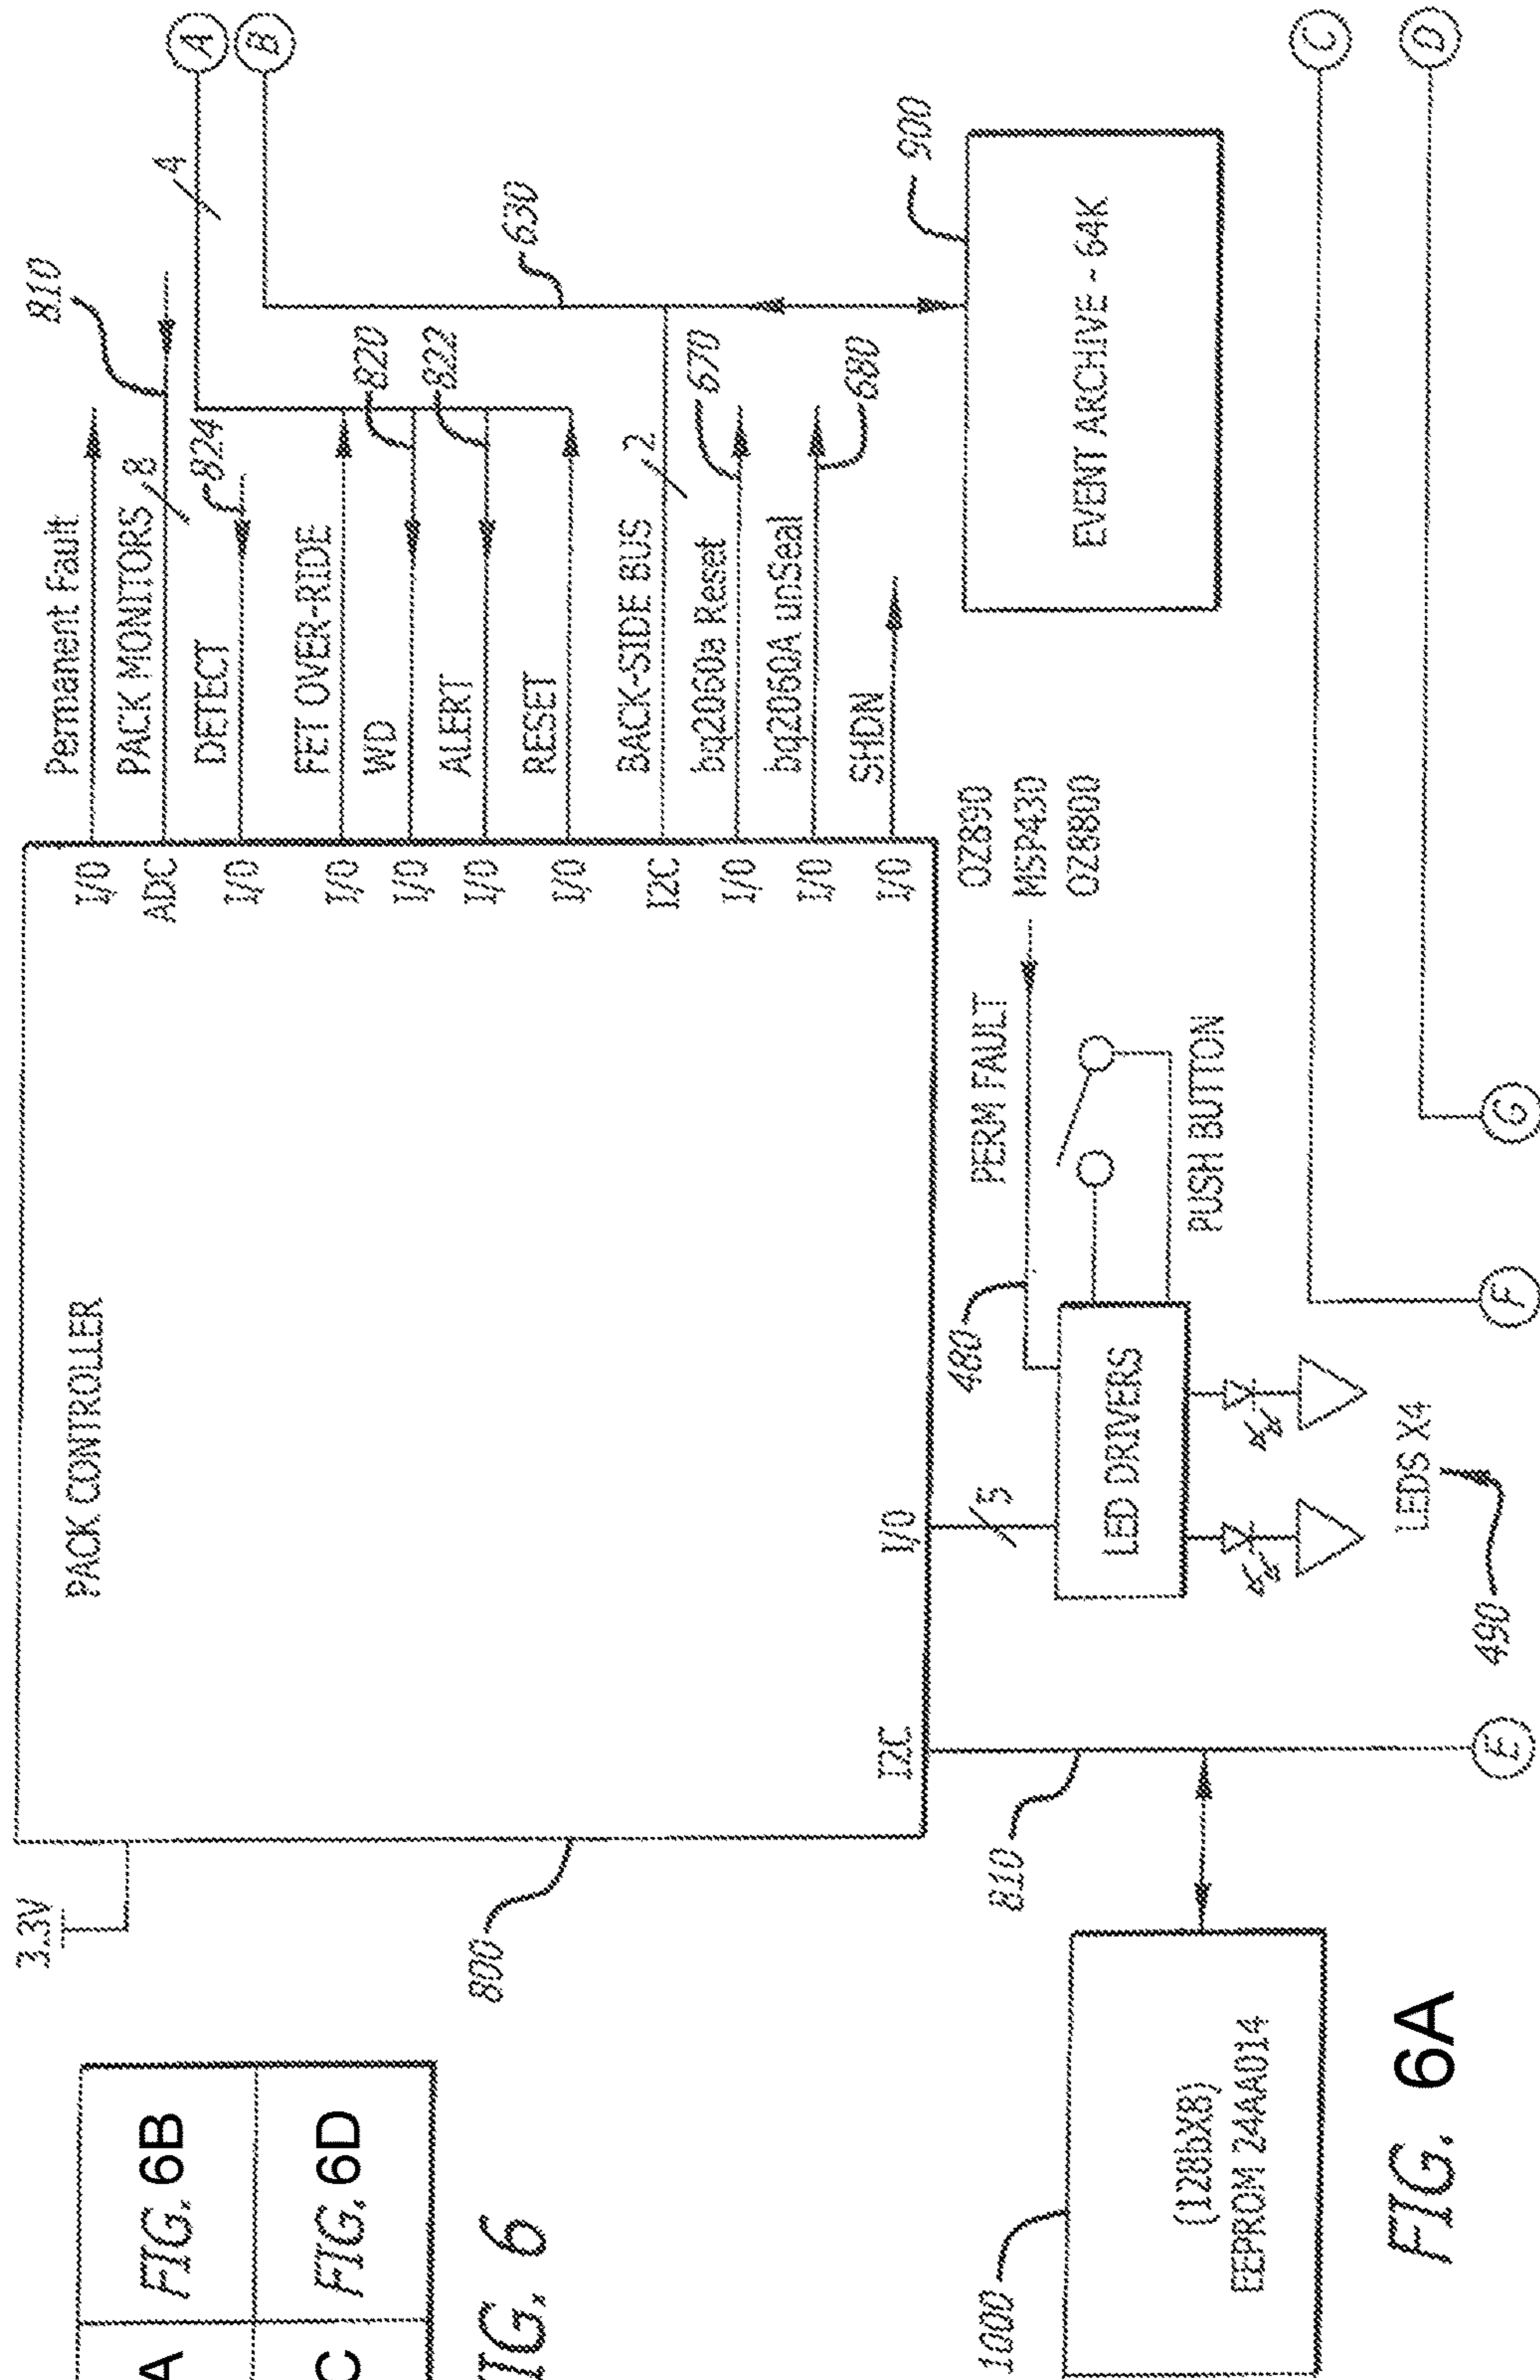 A
FIG. 6B
C
FIG. 6D
IG. 6
3.3V
800
PACK CONTROLLER
I/O
Permanent Fault
ADC
PACK MONITORS
8
810
I/O
DETECT
824
I/O
FET OVER-RIDE
I/O
WD
820
I/O
ALERT
822
I/O
RESET
I2C
BACK-SIDE BUS
2
I/O
bq2060a Reset
670
I/O
bq2060A unSeal
680
I/O
SHDN
4
A
B
630
900
EVENT ARCHIVE - 64K
I2C
I/O
5
810
480
PERM FAULT
OZ890
MSP430
OZ8800
LED DRIVERS
PUSH BUTTON
LEDS X4
490
1000
(128bX8)
EEPROM 24AA014
C
D
E
F
G
FIG. 6A